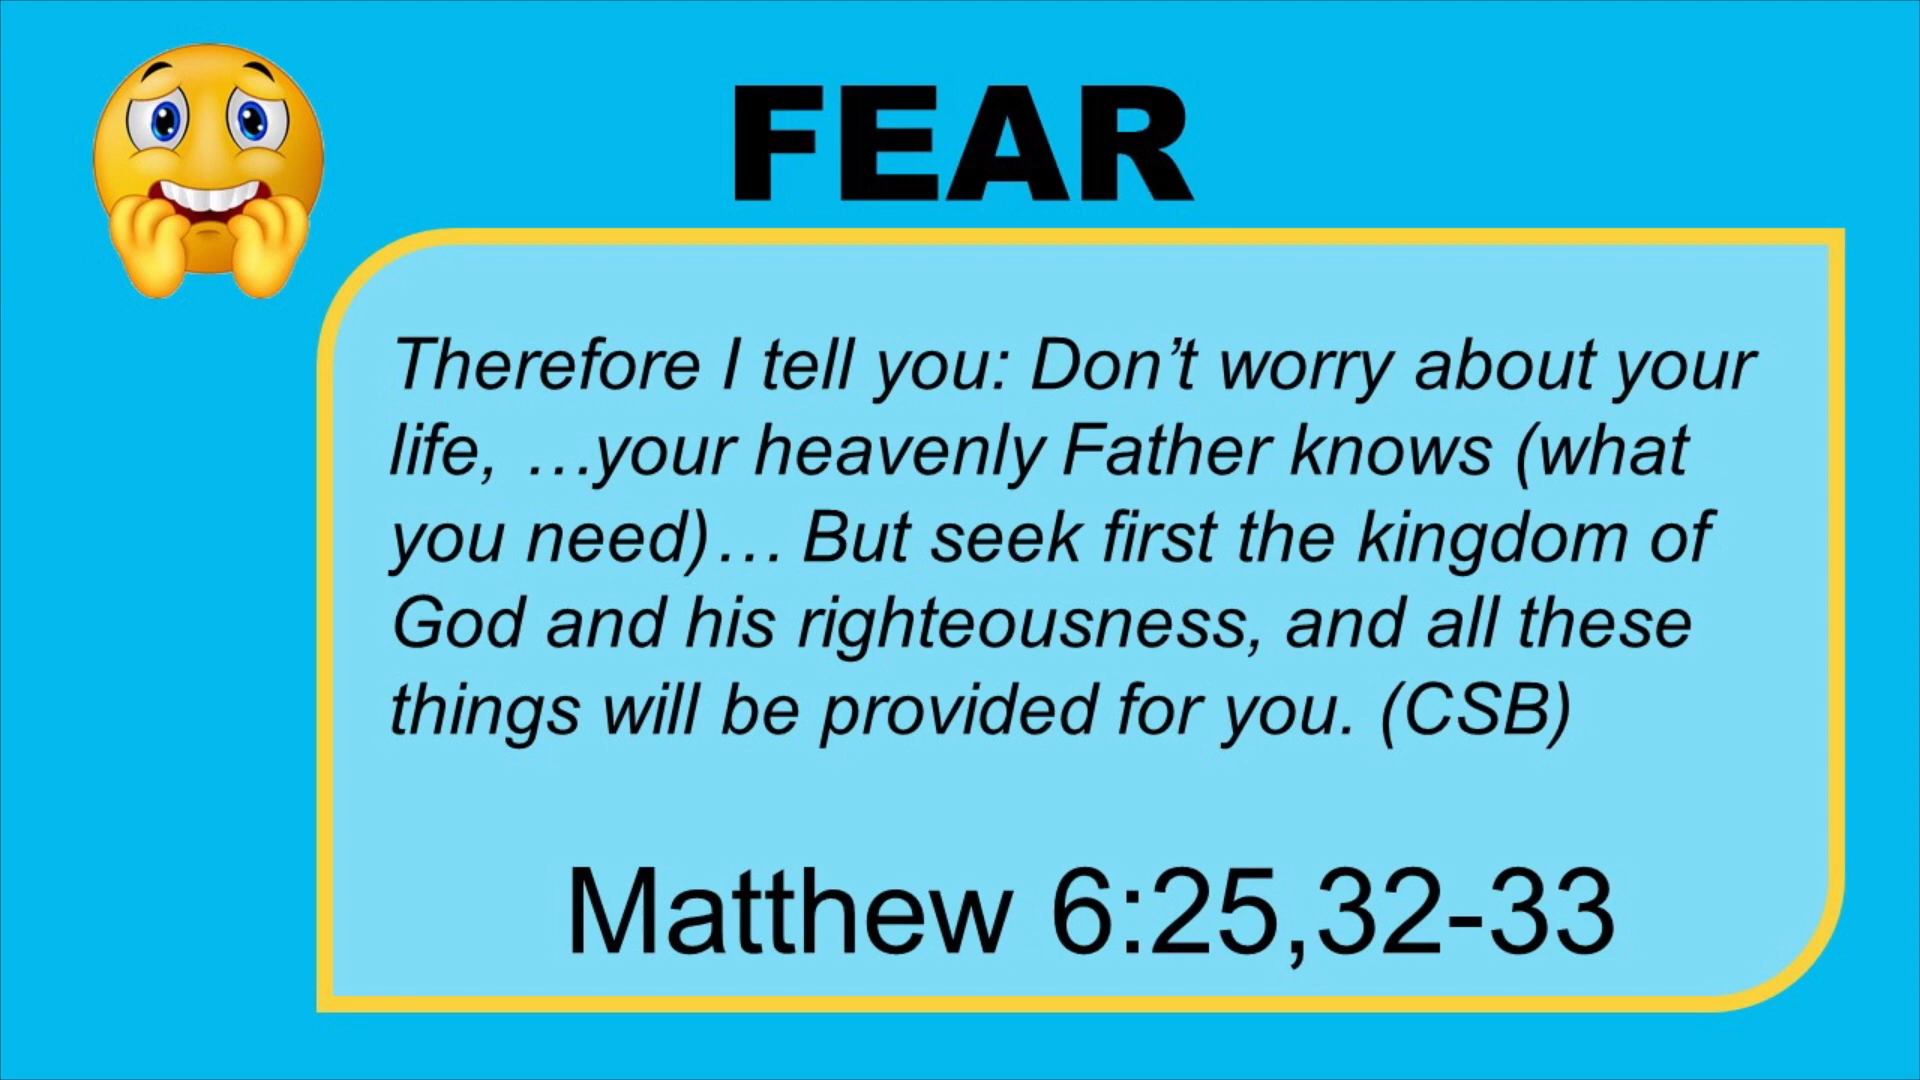 FEAR
Therefore I tell you: Don’t worry about your
life, …your heavenly Father knows (what
you need)… But seek first the kingdom of
God and his righteousness, and all these
things will be provided for you. (CSB)
Matthew 6:25,32-33